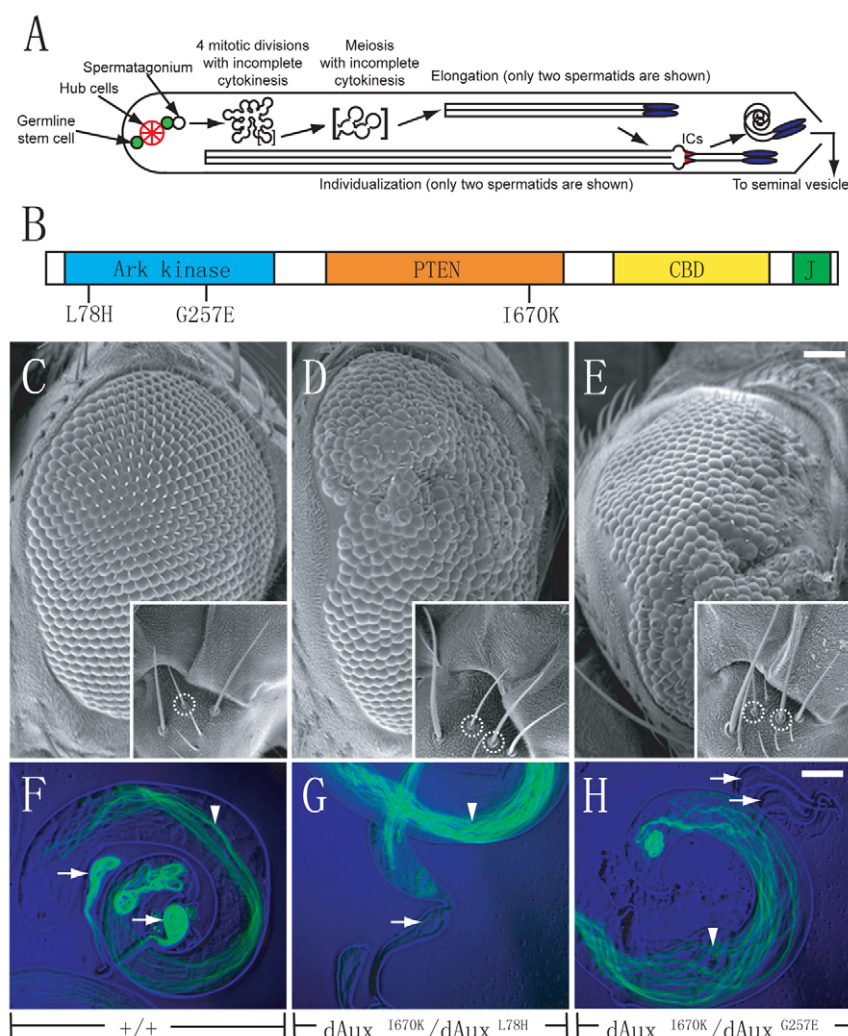 A
4 mitotic divisions
with incomplete
cytokinesis
Meiosis
with incomplete
cytokinesis
Elongation (only two spermatids are shown)
Spermatagonium
Hub cells
Germline
stem cell
ICs
Individualization (only two spermatids are shown)
To seminal vesicle
B
Ark kinase
PTEN
CBD
J
L78H
G257E
I670K
C
D
E
F
G
H
+/+
dAux I670K/dAux L78H
dAux I670K/dAux G257E